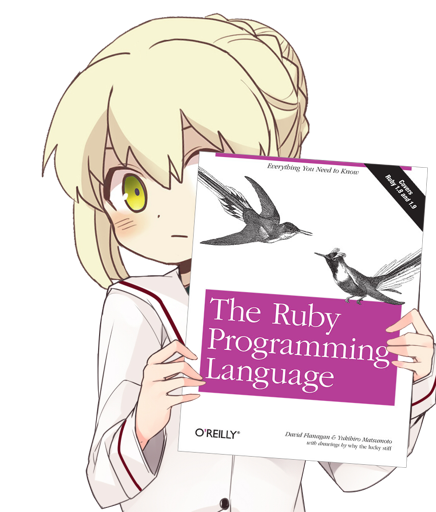 Everything You Need to Know
Covers
Ruby 1.8 and 1.9
The Ruby
Programming
Language
O'REILLY®
David Flanagan & Yukihiro Matsumoto
with drawings by why the lucky stiff